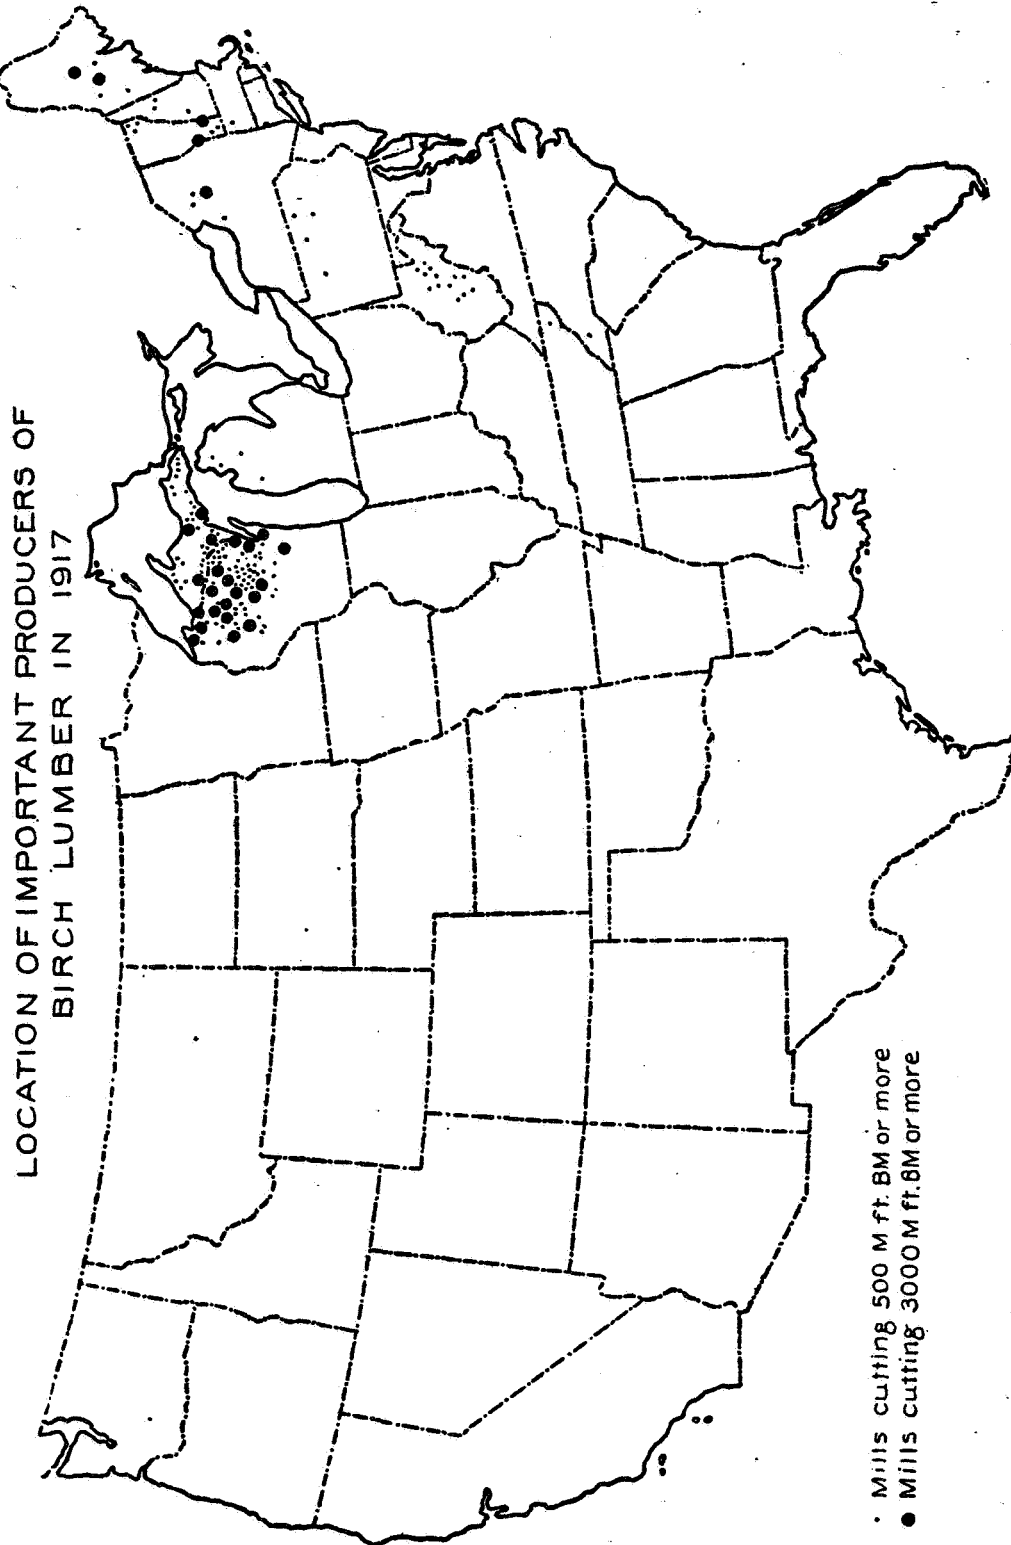 LOCATION OF IMPORTANT PRODUCERS OF
BIRCH LUMBER IN 1917
· Mills cutting 500 M ft. BM or more
● Mills cutting 3000 M ft. BM or more